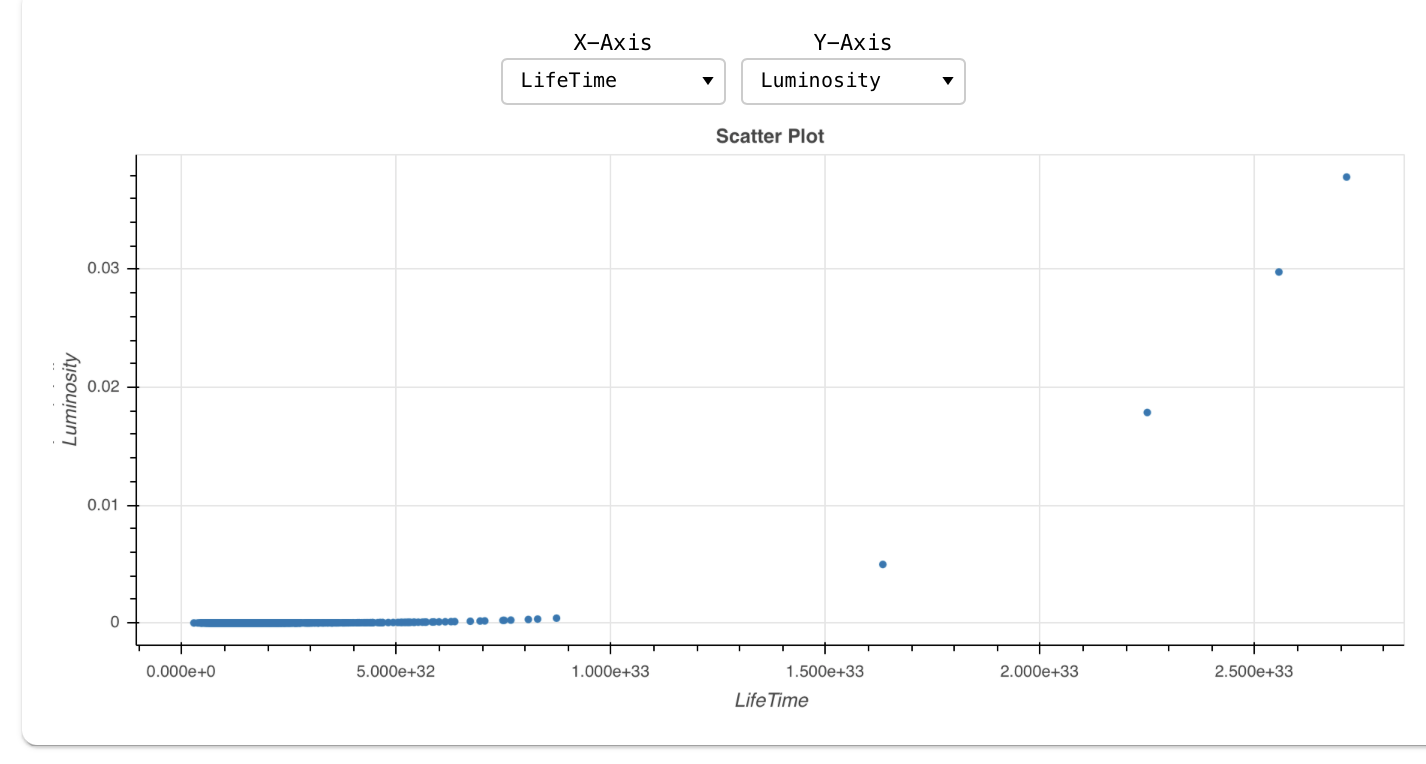 X-Axis Y-Axis
LifeTime Luminosity
Scatter Plot
0.03
0.02
0.01
0
Luminosity
0.000e+0 5.000e+32 1.000e+33 1.500e+33 2.000e+33 2.500e+33
LifeTime